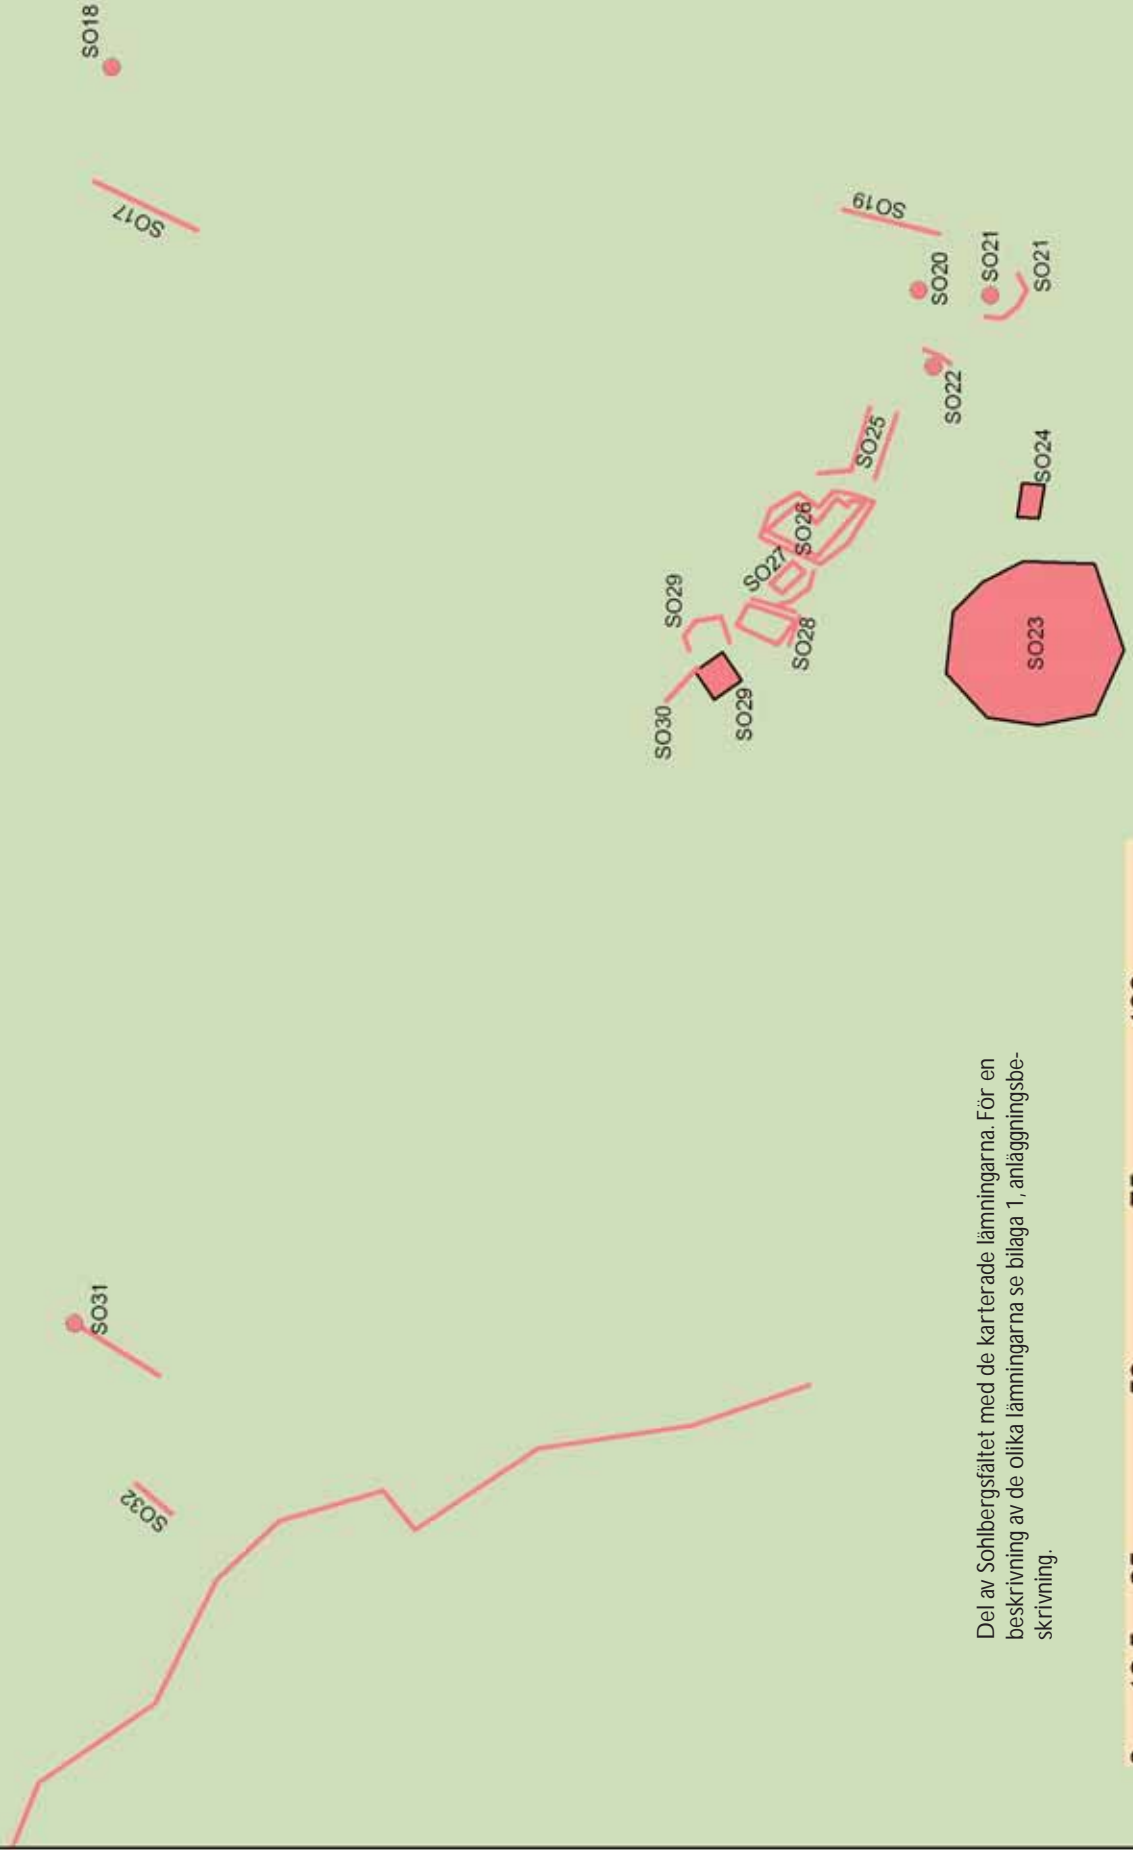 SO18
SO17
SO19
SO20
SO21
SO21
SO22
SO25
SO24
SO26
SO27
SO29
SO28
SO23
SO29
SO30
SO31
SO32
Del av Sohlbergsfältet med de karterade lämningarna. För en
beskrivning av de olika lämningarna se bilaga 1, anläggningsbe-
skrivning.